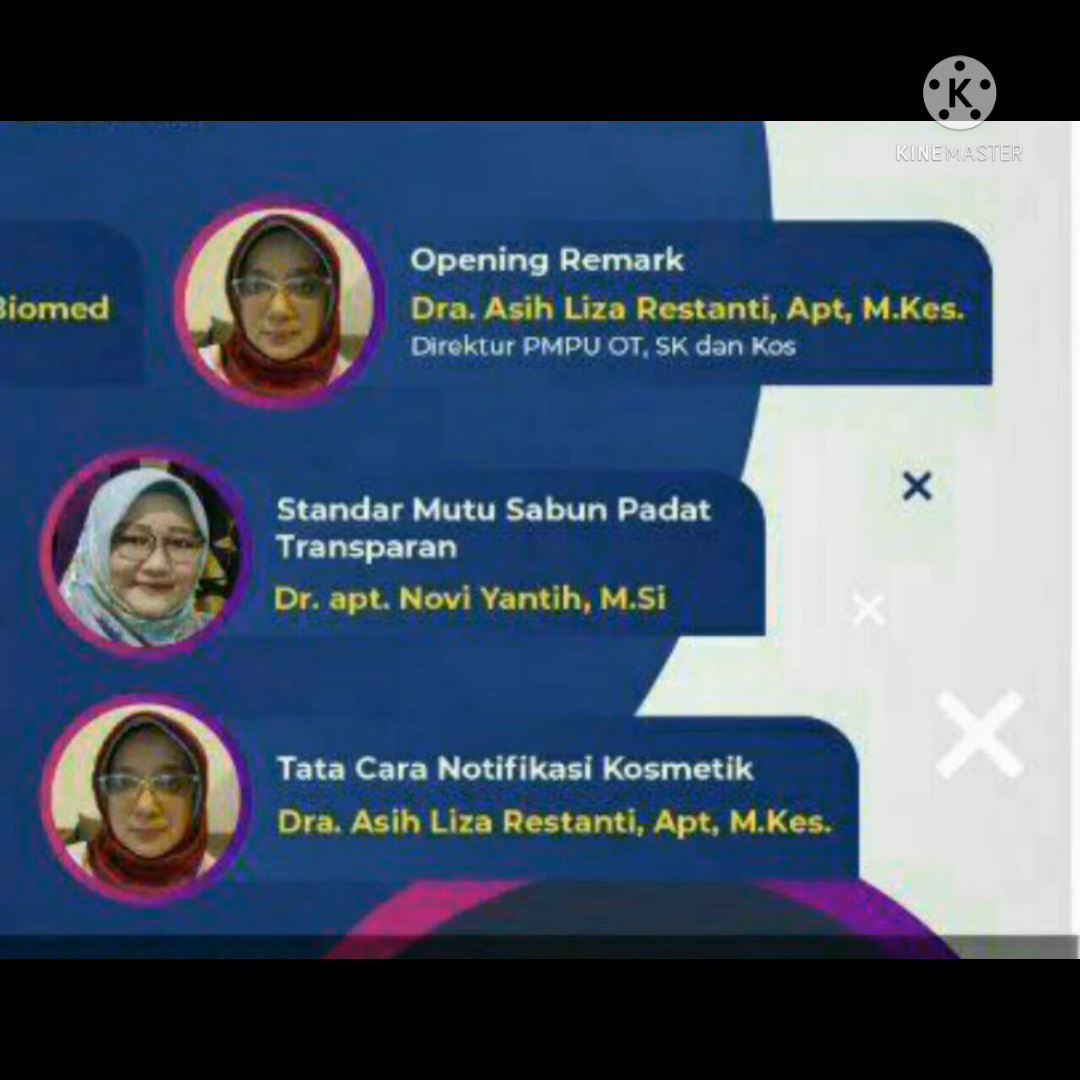 K
KINEMASTER
Biomed
Opening Remark
Dra. Asih Liza Restanti, Apt, M.Kes.
Direktur PMPU OT, SK dan Kos
Standar Mutu Sabun Padat
Transparan
Dr. apt. Novi Yantih, M.Si
Tata Cara Notifikasi Kosmetik
Dra. Asih Liza Restanti, Apt, M.Kes.